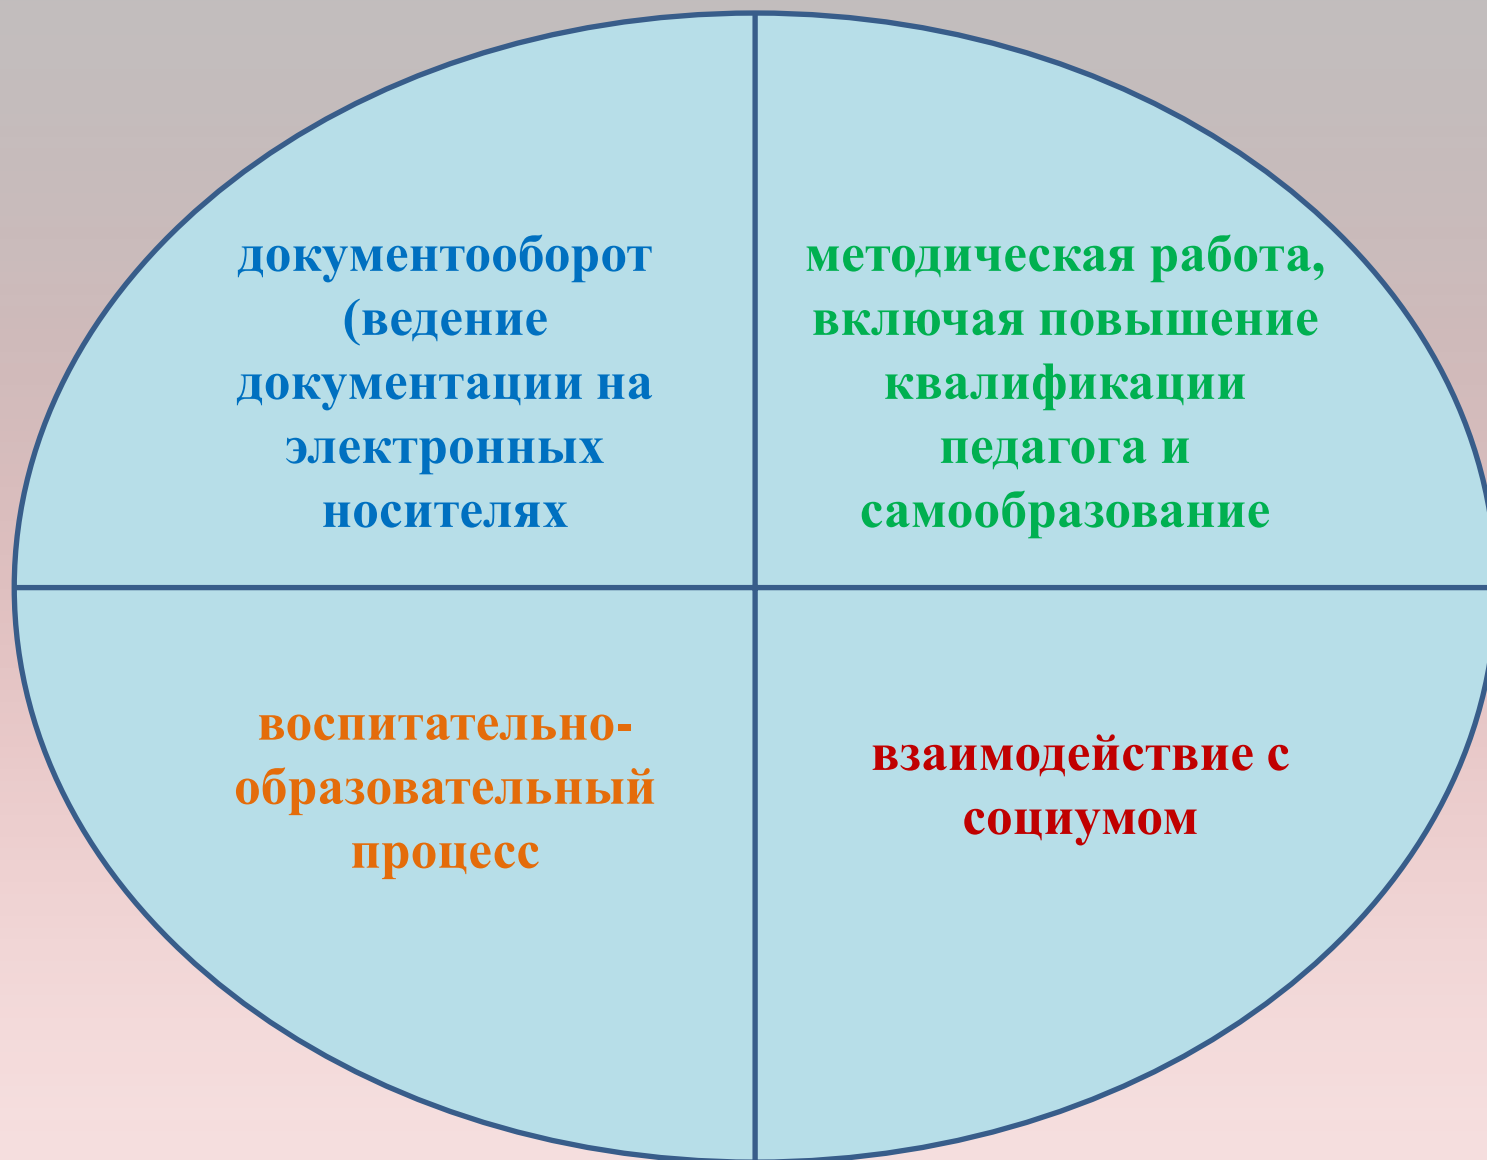 документооборот
(ведение
документации на
электронных
носителях
методическая работа,
включая повышение
квалификации
педагога и
самообразование
воспитательно-
образовательный
процесс
взаимодействие с
социумом